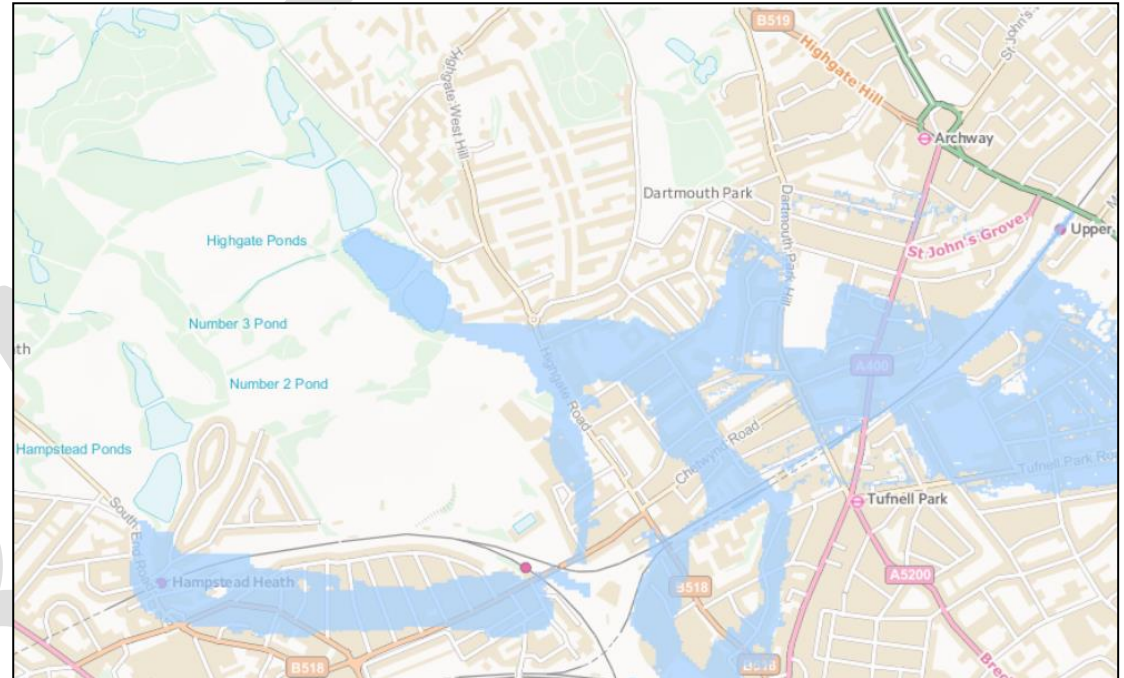 B519
St John's
Highgate Hill
Highgate West Hill
Archway
Dartmouth Park
Dartmouth Park Hill
St John's Grove
Upper
Highgate Ponds
Number 3 Pond
th
Highgate Road
A400
Number 2 Pond
Chetwynd Road
Hampstead Ponds
Tufnell Park
South End Road
Tufnell Park
Hampstead Heath
B518
A5200
B518
B518
Brec